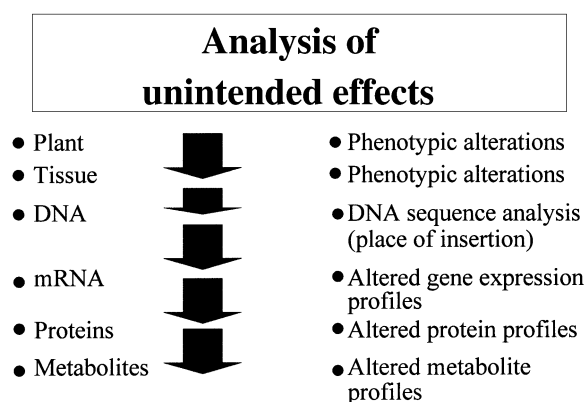 Analysis of
unintended effects
• Plant
• Phenotypic alterations
• Tissue
• Phenotypic alterations
• DNA
• DNA sequence analysis
(place of insertion)
• mRNA
• Altered gene expression
profiles
• Proteins
• Altered protein profiles
• Metabolites
• Altered metabolite
profiles